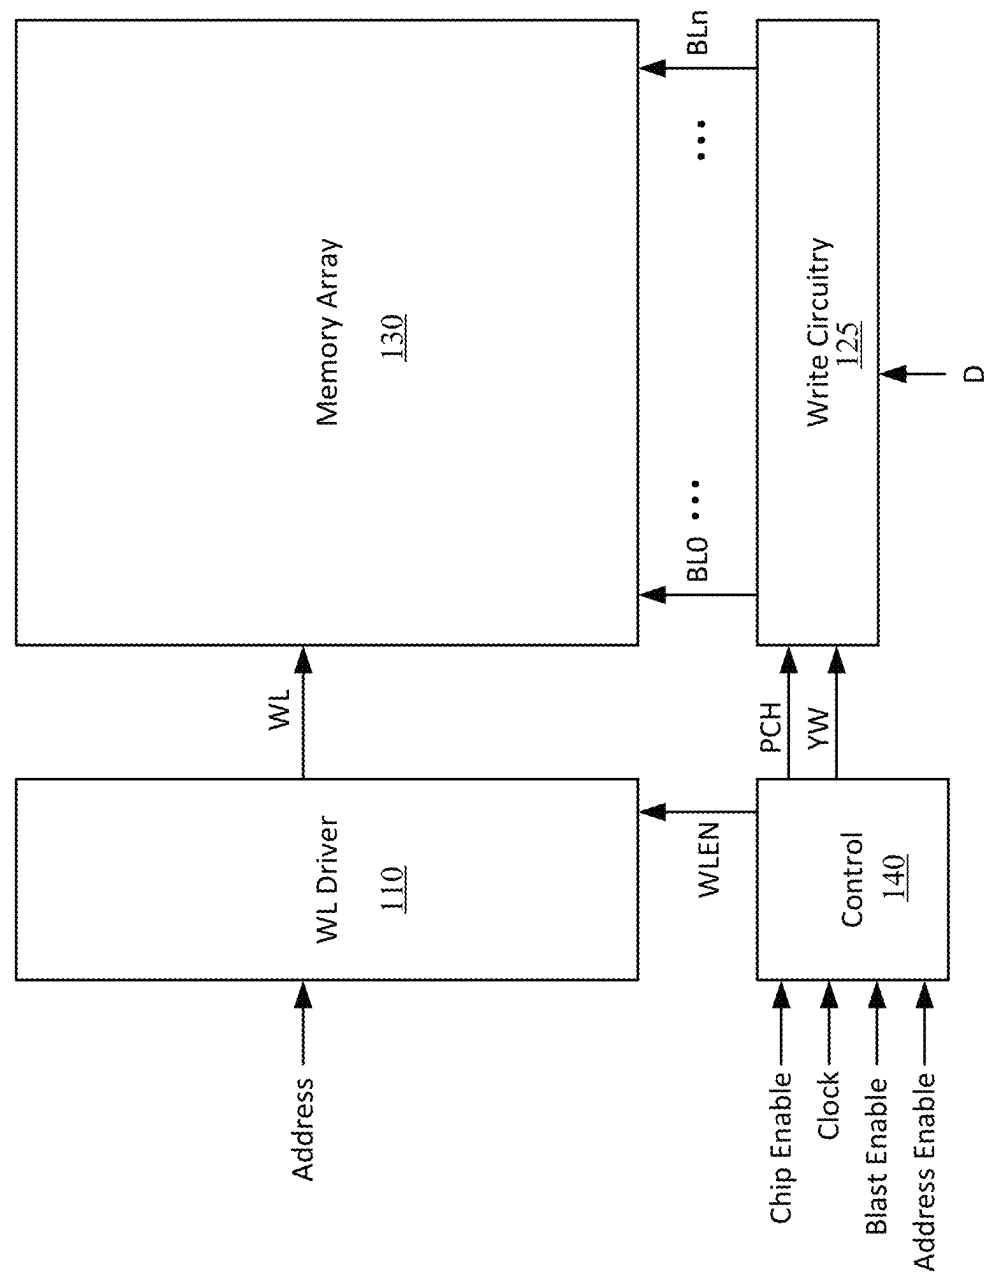 Address
WL Driver
110
WL
Memory Array
130
WLEN
BL0
...
...
BLn
Chip Enable
Clock
Blast Enable
Address Enable
Control
140
PCH
YW
Write Circuitry
125
D